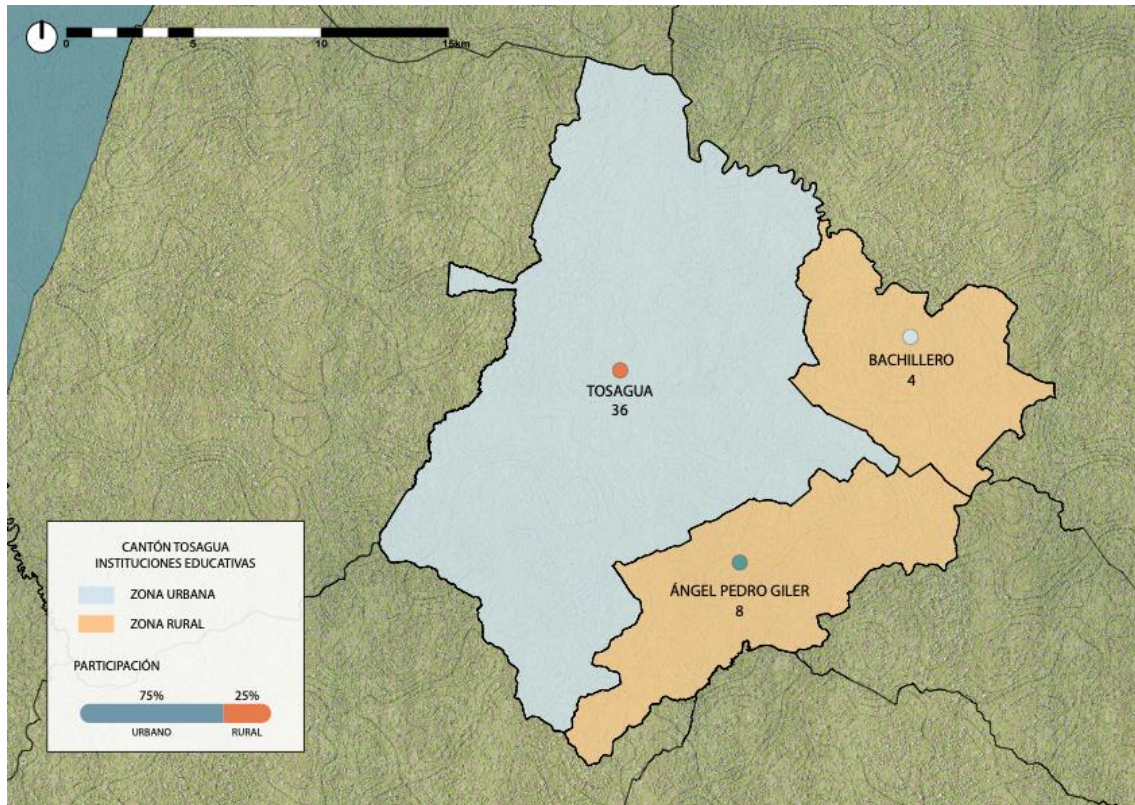 0 5 10 15km
TOSAGUA
36
BACHILLERO
4
ÁNGEL PEDRO GILER
8
CANTÓN TOSAGUA
INSTITUCIONES EDUCATIVAS
ZONA URBANA
ZONA RURAL
PARTICIPACIÓN
75% 25%
URBANO RURAL